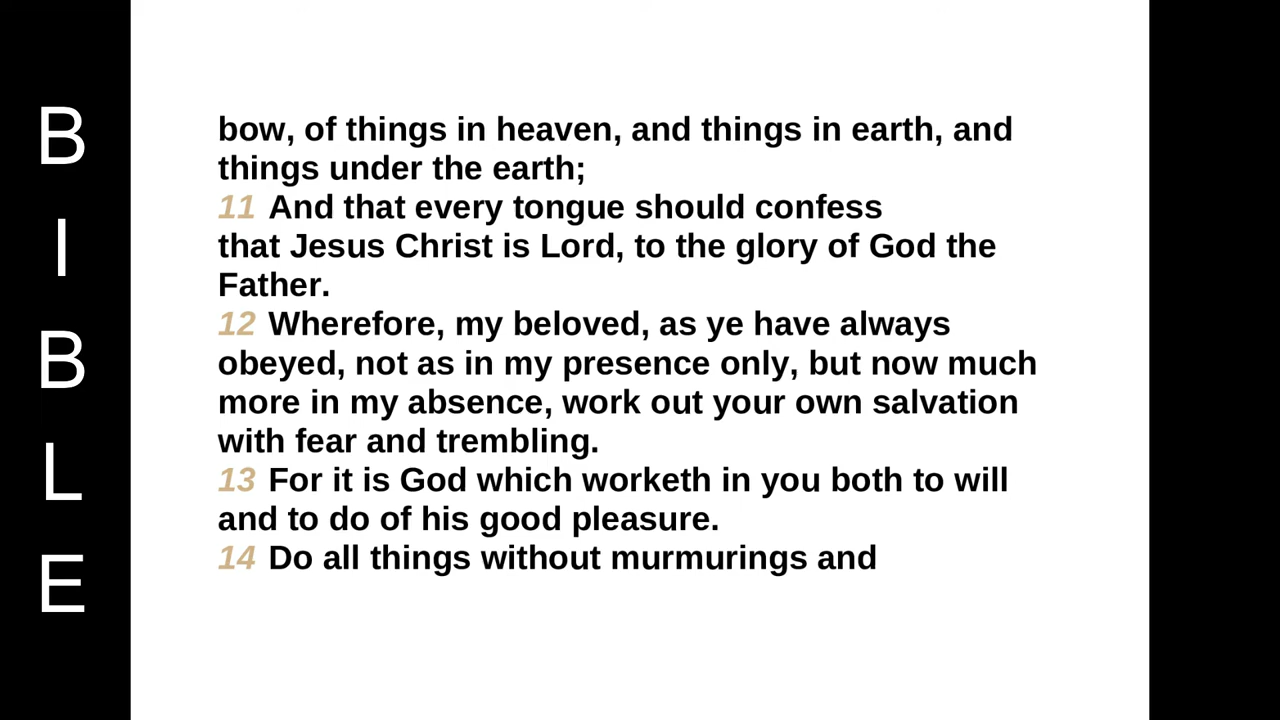 BIBLE
bow, of things in heaven, and things in earth, and
things under the earth;
11 And that every tongue should confess
that Jesus Christ is Lord, to the glory of God the
Father.
12 Wherefore, my beloved, as ye have always
obeyed, not as in my presence only, but now much
more in my absence, work out your own salvation
with fear and trembling.
13 For it is God which worketh in you both to will
and to do of his good pleasure.
14 Do all things without murmurings and